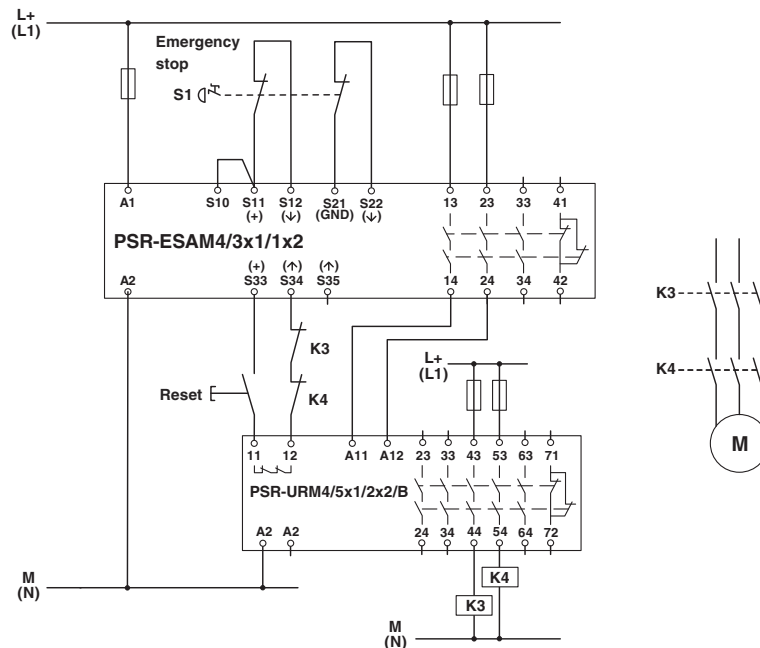 L+
(L1)
Emergency
stop
S1
A1 S10 S11 S12 S21 S22 13 23 33 41
(+) (↓) (GND) (↓)
PSR-ESAM4/3x1/1x2
(+) (↑) (↑)
A2 S33 S34 S35 14 24 34 42
K3
K4
Reset
L+
(L1)
11 12 A11 A12 23 33 43 53 63 71
PSR-URM4/5x1/2x2/B
A2 A2 24 34 44 54 64 72
K4
K3
M
(N)
M
(N)
K3
K4
M